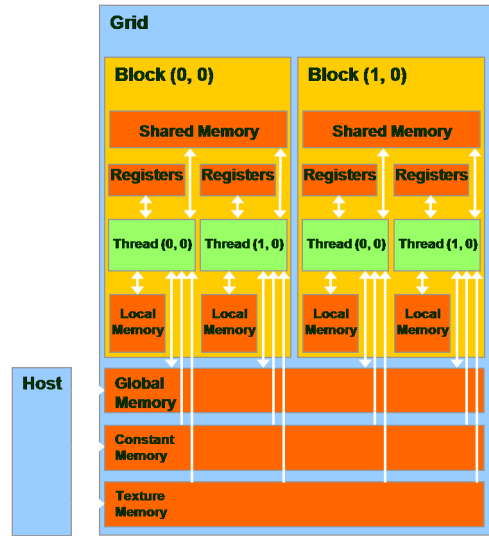 Grid
Block (0, 0)
Block (1, 0)
Shared Memory
Shared Memory
Registers
Registers
Registers
Registers
Thread (0, 0)
Thread (1, 0)
Thread (0, 0)
Thread (1, 0)
Local
Memory
Local
Memory
Local
Memory
Local
Memory
Host
Global
Memory
Constant
Memory
Texture
Memory